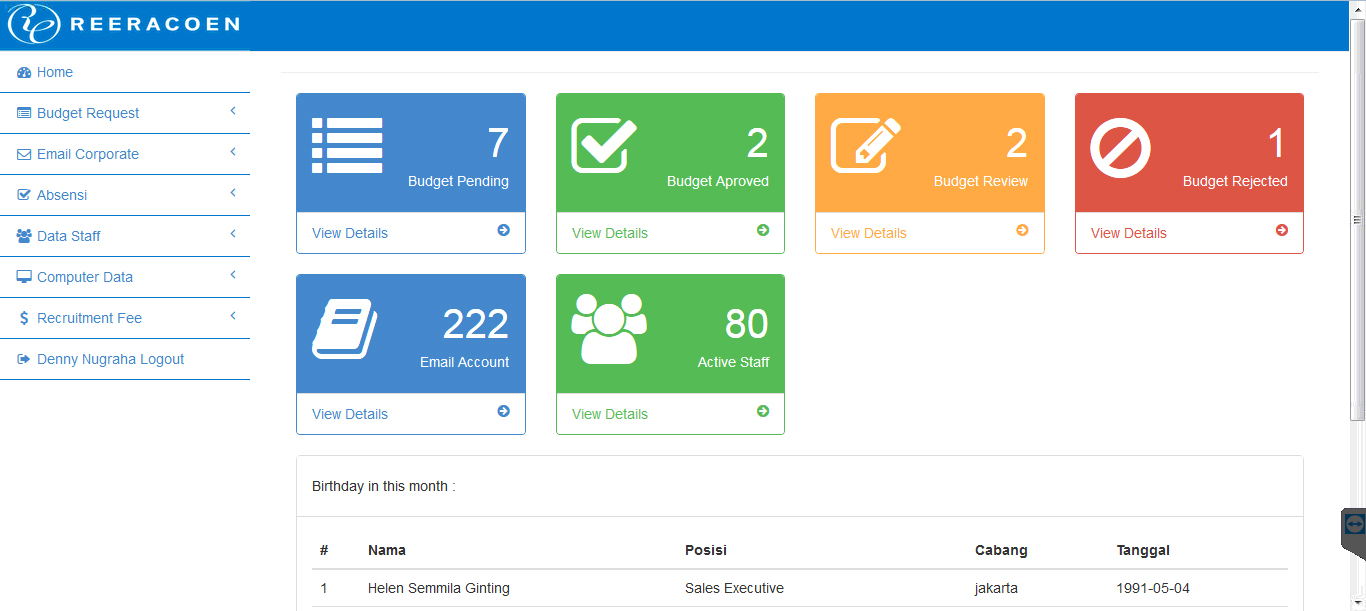 REERACOEN
Home
Budget Request
Email Corporate
Absensi
Data Staff
Computer Data
Recruitment Fee
Denny Nugraha Logout
7
Budget Pending
View Details
2
Budget Aproved
View Details
2
Budget Review
View Details
1
Budget Rejected
View Details
222
Email Account
View Details
80
Active Staff
View Details
Birthday in this month :
# Nama Posisi Cabang Tanggal
1 Helen Semmila Ginting Sales Executive jakarta 1991-05-04